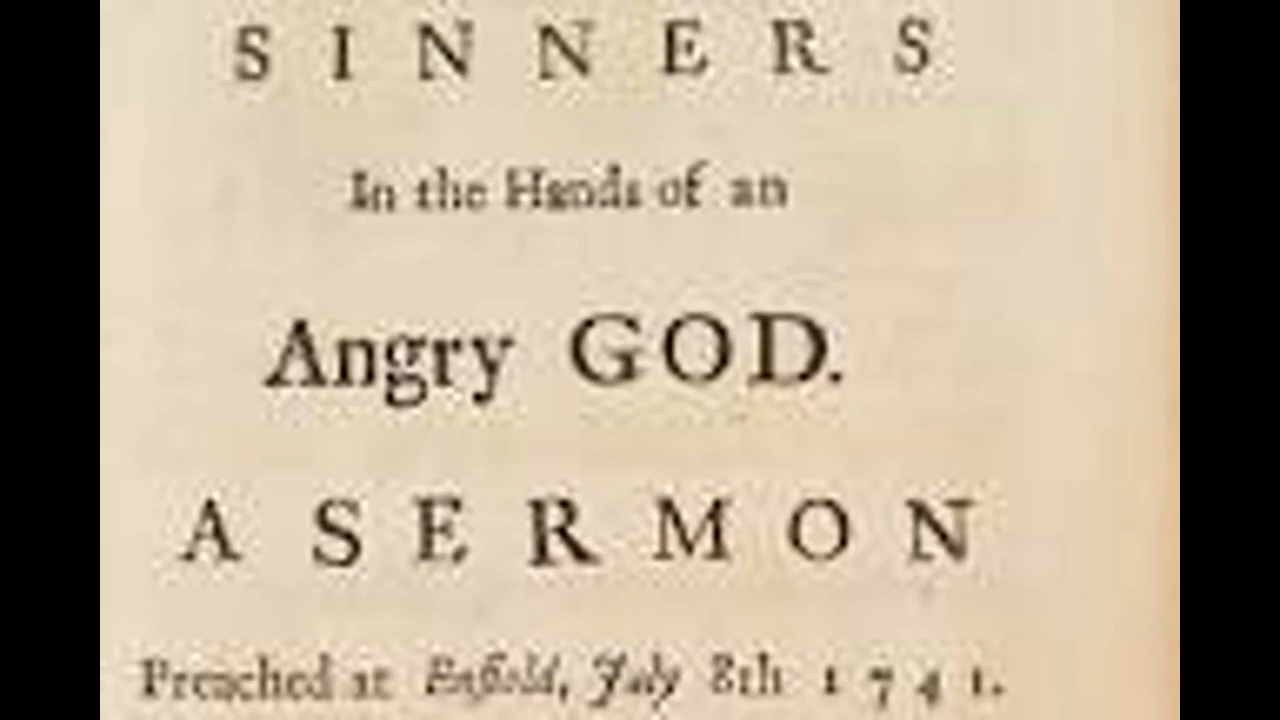 SINNERS
In the Hands of an
Angry GOD.
A SERMON
Preached at Enfield, July 8th 1741.